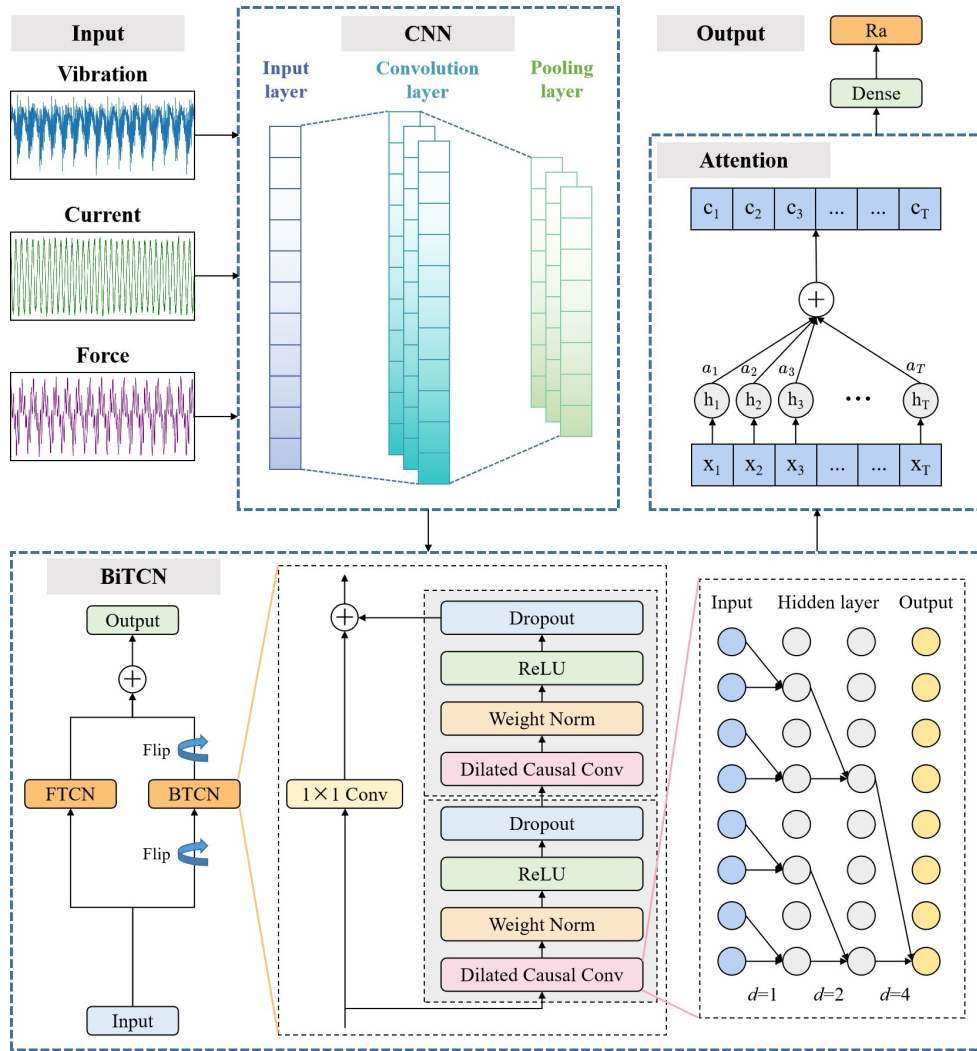 Input
Vibration
Current
Force
CNN
Input
layer
Convolution
layer
Pooling
layer
Output
Ra
Dense
Attention
c1 c2 c3 ... ... cT
+
a1 a2 a3 aT
h1 h2 h3 ... hT
x1 x2 x3 ... ... xT
BiTCN
Output
+
Flip
FTCN
BTCN
Flip
Input
+
1×1 Conv
Dropout
ReLU
Weight Norm
Dilated Causal Conv
Dropout
ReLU
Weight Norm
Dilated Causal Conv
Input Hidden layer Output
d=1 d=2 d=4